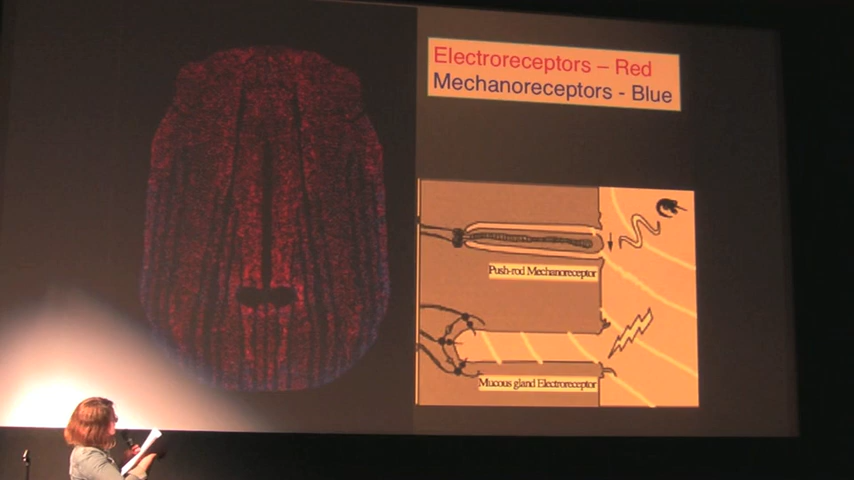 Electroreceptors – Red
Mechanoreceptors - Blue
Push-rod Mechanoreceptor
Mucous gland Electroreceptor